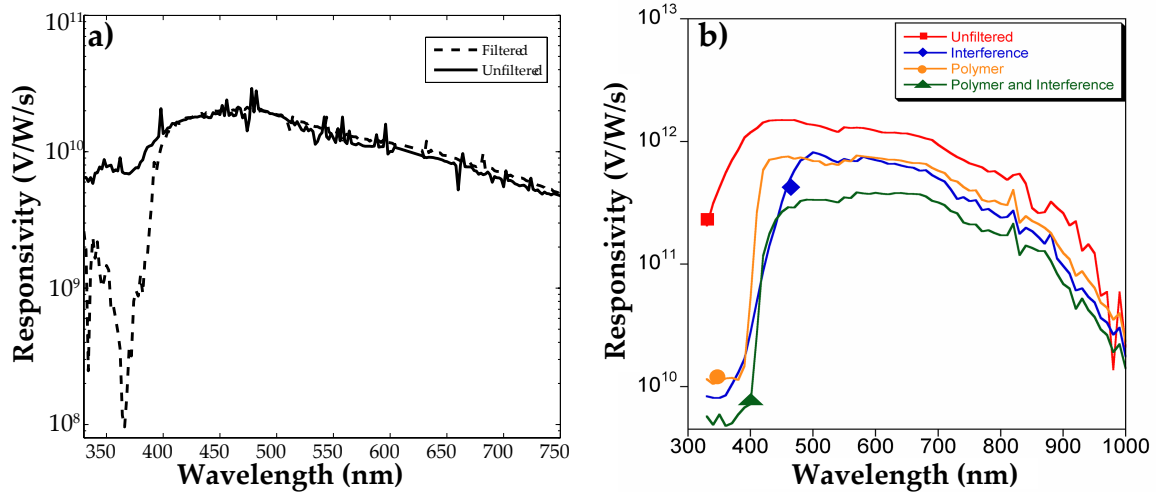 a)
Responsivity (V/W/s)
10^11
10^10
10^9
10^8
Filtered
Unfiltered
350 400 450 500 550 600 650 700 750
Wavelength (nm)
b)
Responsivity (V/W/s)
10^13
10^12
10^11
10^10
Unfiltered
Interference
Polymer
Polymer and Interference
300 400 500 600 700 800 900 1000
Wavelength (nm)